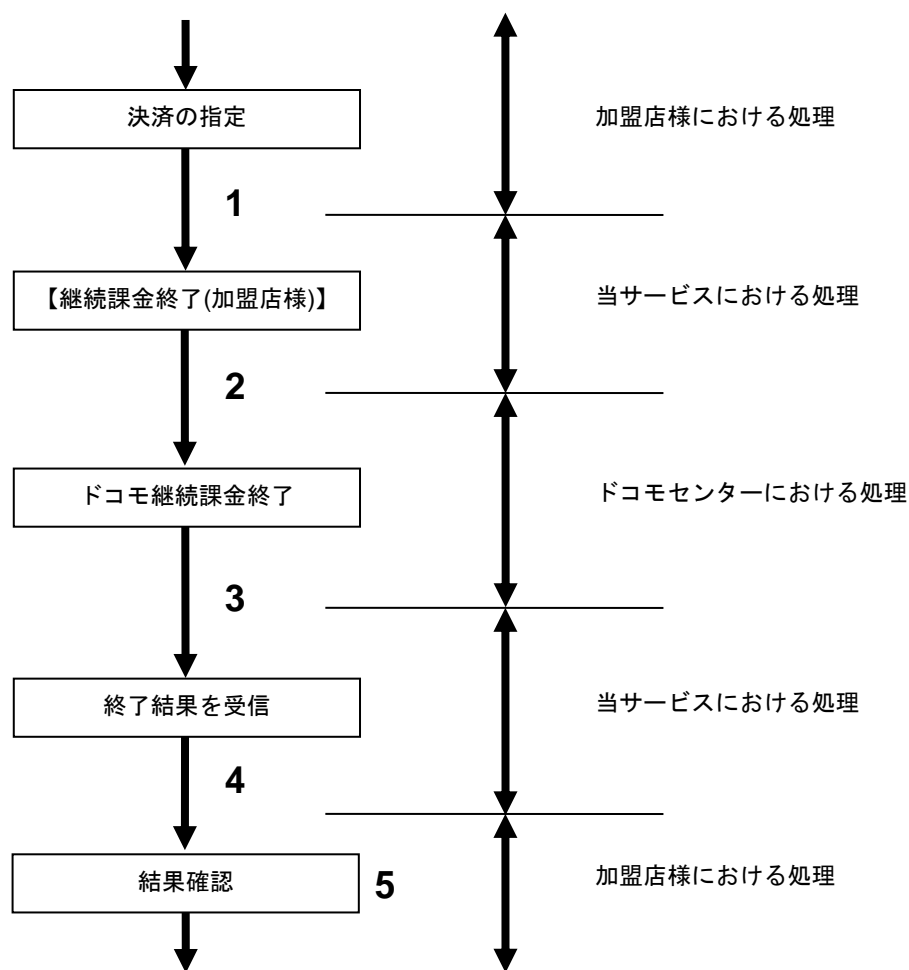 決済の指定
加盟店様における処理
1
【継続課金終了(加盟店様)】
当サービスにおける処理
2
ドコモ継続課金終了
ドコモセンターにおける処理
3
終了結果を受信
当サービスにおける処理
4
結果確認
5
加盟店様における処理